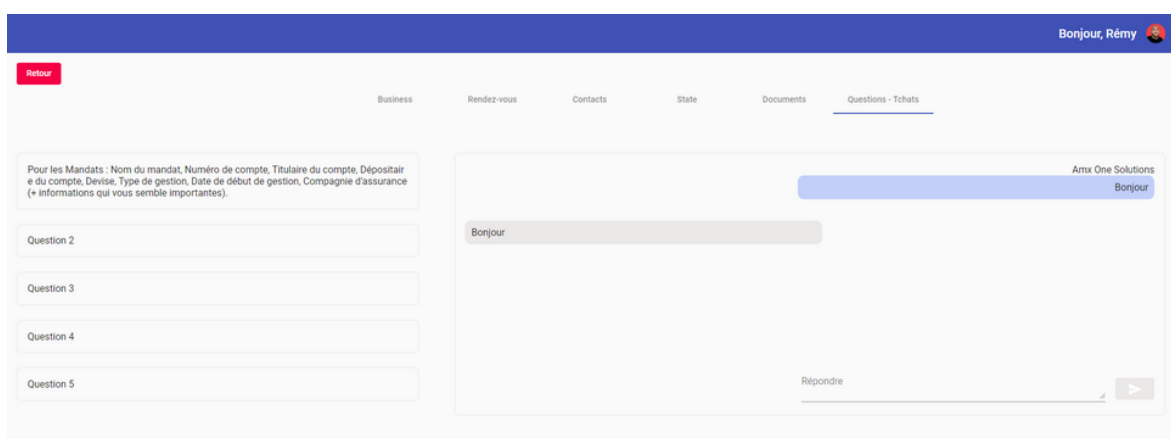 Bonjour, Rémy
Retour
Business
Rendez-vous
Contacts
State
Documents
Questions - Tchats
Pour les Mandats : Nom du mandat, Numéro de compte, Titulaire du compte, Dépositair
e du compte, Devise, Type de gestion, Date de début de gestion, Compagnie d'assurance
(+ informations qui vous semble importantes).
Question 2
Question 3
Question 4
Question 5
Amx One Solutions
Bonjour
Bonjour
Répondre